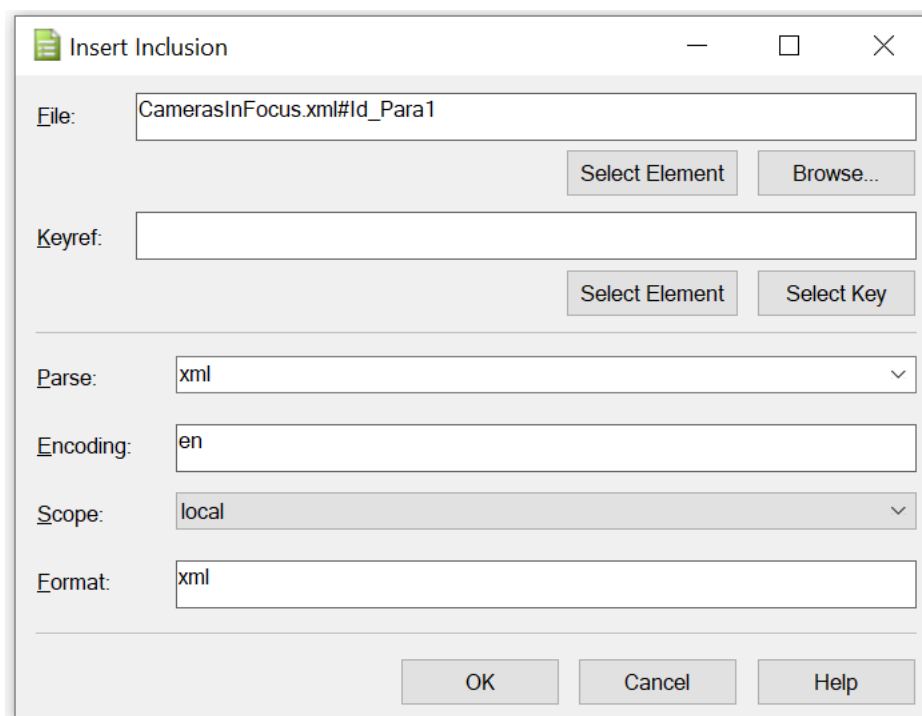 Insert Inclusion
File: CamerasInFocus.xml#Id_Para1
Select Element Browse...
Keyref:
Select Element Select Key
Parse: xml
Encoding: en
Scope: local
Format: xml
OK Cancel Help